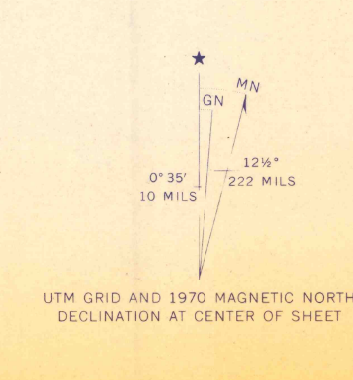 ★
MN
GN
12½°
0° 35′
222 MILS
10 MILS
UTM GRID AND 1970 MAGNETIC NORTH
DECLINATION AT CENTER OF SHEET